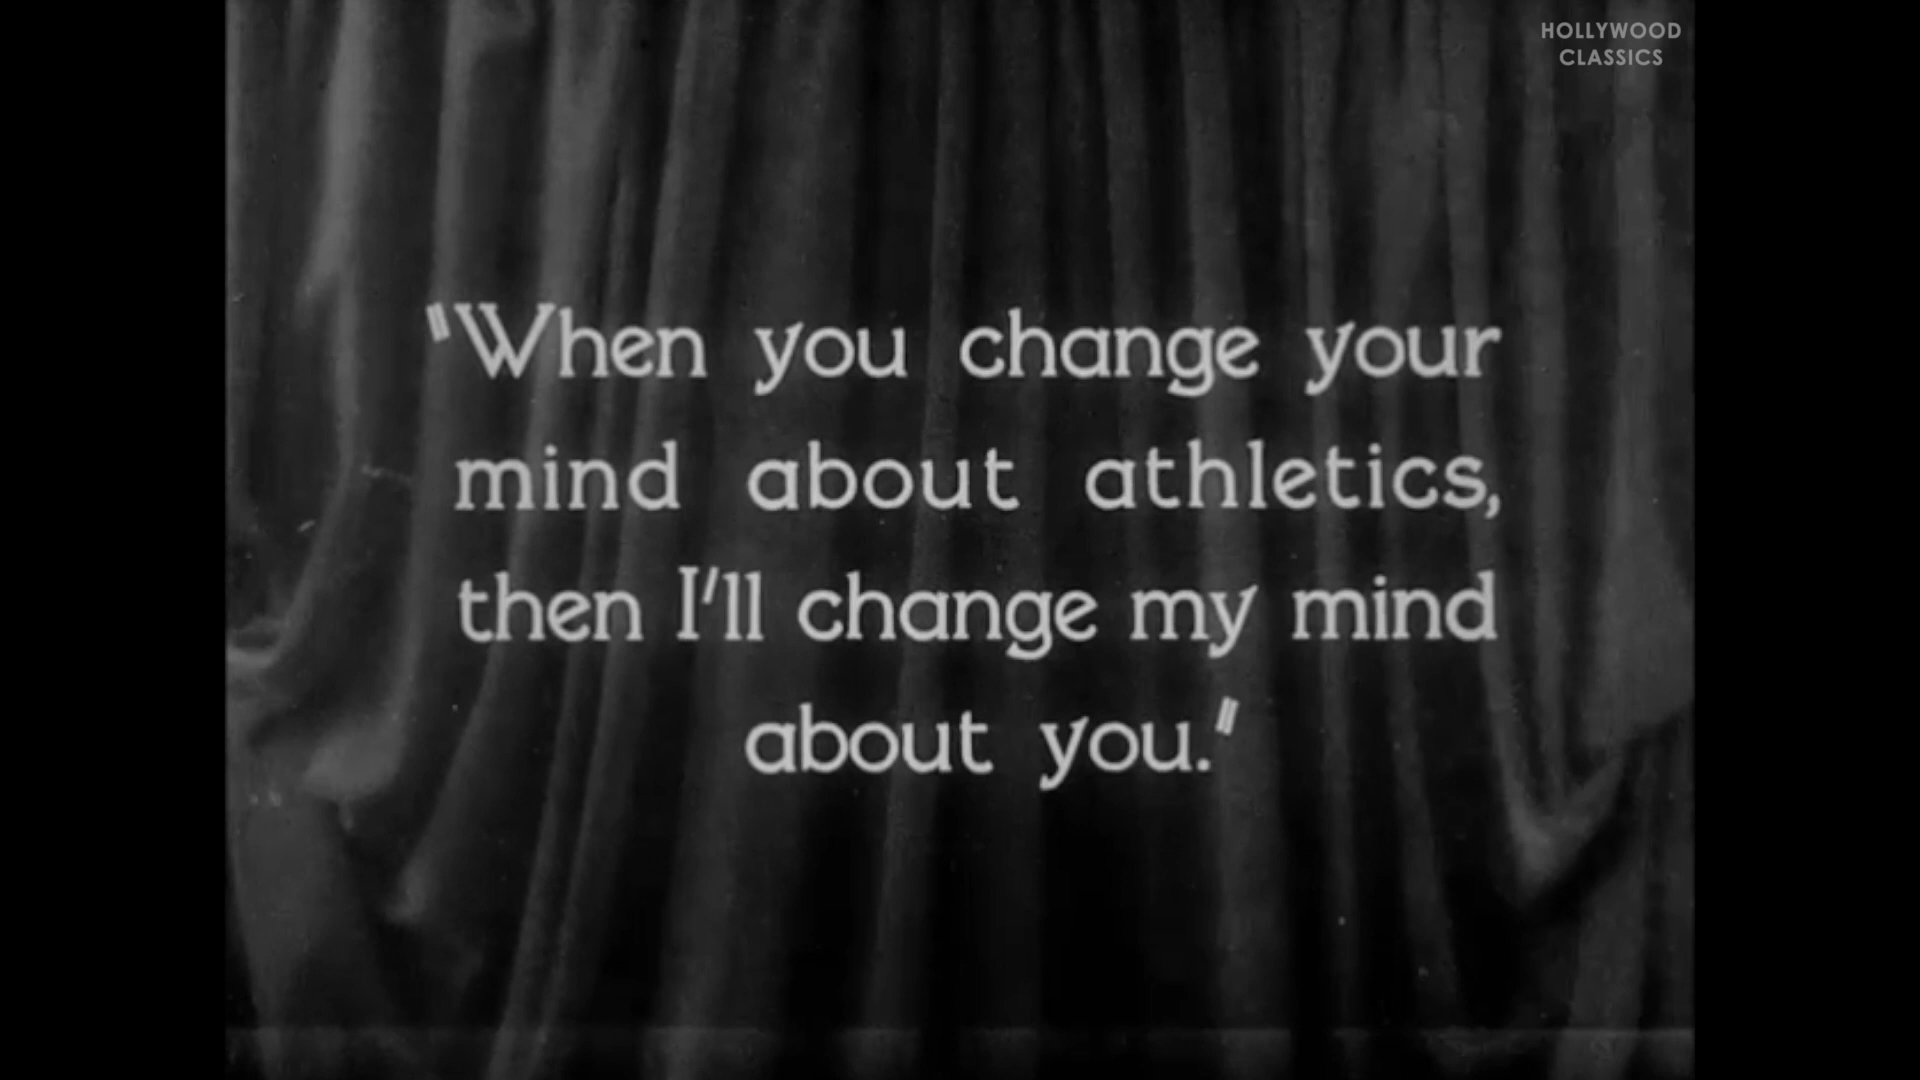 HOLLYWOOD
CLASSICS
"When you change your
mind about athletics,
then I'll change my mind
about you."